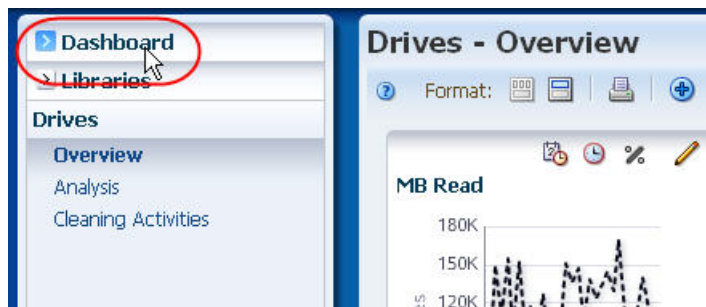 Dashboard
Libraries
Drives
Overview
Analysis
Cleaning Activities
Drives - Overview
Format:
MB Read
180K
150K
120K